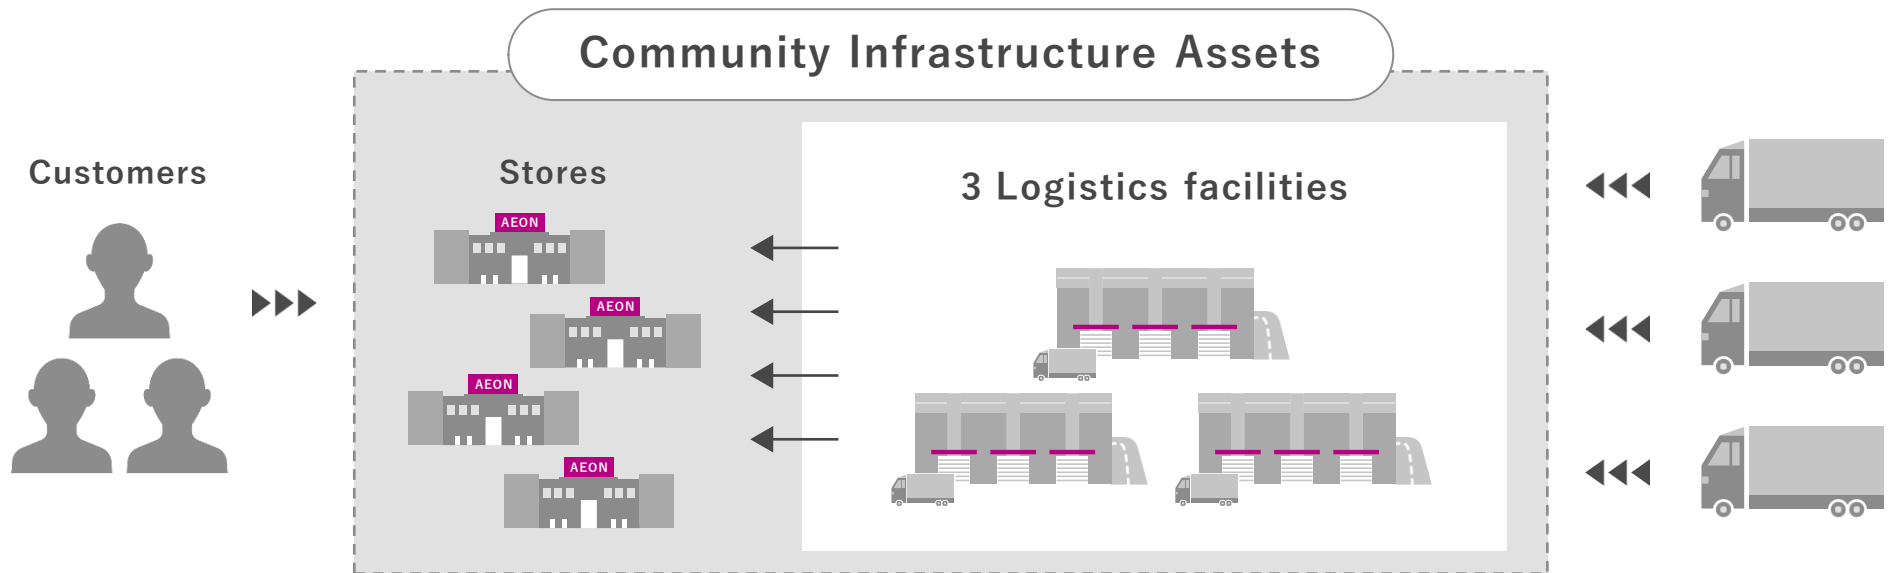 Community Infrastructure Assets
Customers
Stores
3 Logistics facilities
AEON
AEON
AEON
AEON